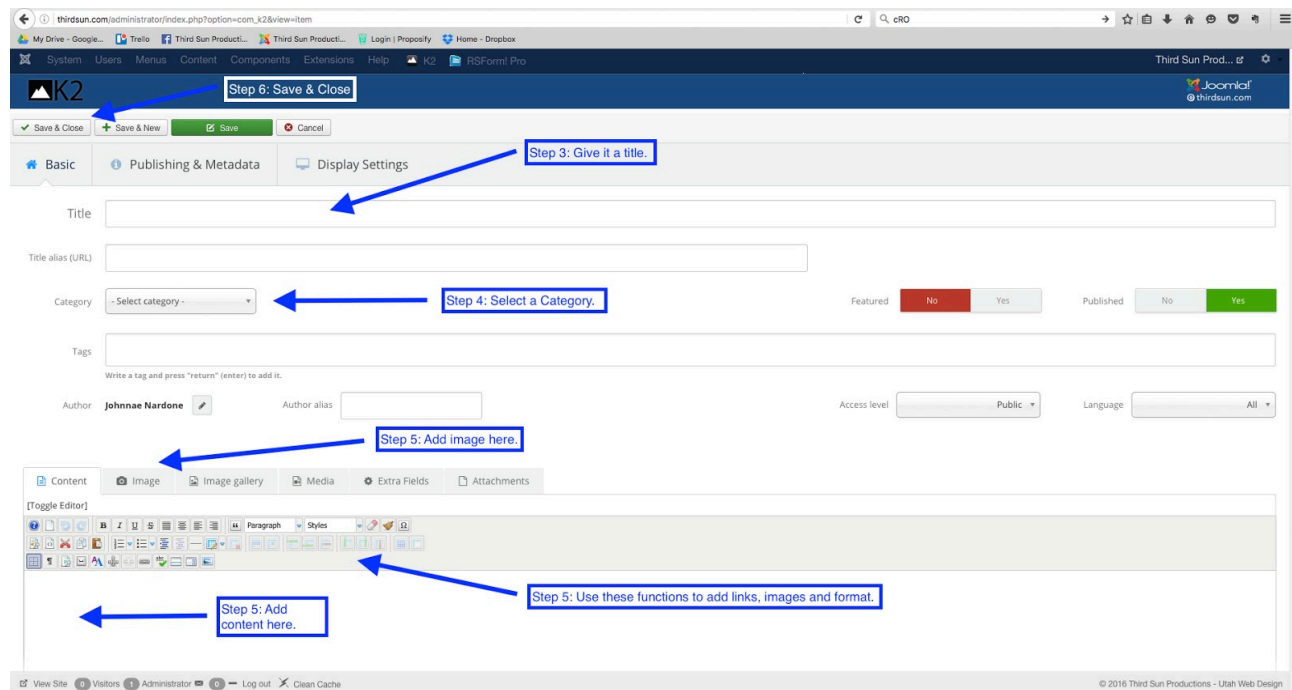 thirdsun.com/administrator/index.php?option=com_k2&view=item
cRO
My Drive - Google... Trello Third Sun Producti... Third Sun Producti... Login | Proposify Home - Dropbox
System Users Menus Content Components Extensions Help K2 RSForm! Pro Third Sun Prod...
K2 Step 6: Save & Close Joomla!
@thirdsun.com
Save & Close Save & New Save Cancel
Step 3: Give it a title.
Basic Publishing & Metadata Display Settings
Title
Title alias (URL)
Category - Select category - Step 4: Select a Category. Featured No Yes Published No Yes
Tags
Write a tag and press "return" (enter) to add it.
Author Johnnae Nardone Author alias Access level Public Language All
Step 5: Add image here.
Content Image Image gallery Media Extra Fields Attachments
[Toggle Editor]
B I U S Paragraph Styles Ω
Step 5: Use these functions to add links, images and format.
Step 5: Add
content here.
View Site 0 Visitors 1 Administrator 0 Log out Clean Cache © 2016 Third Sun Productions - Utah Web Design